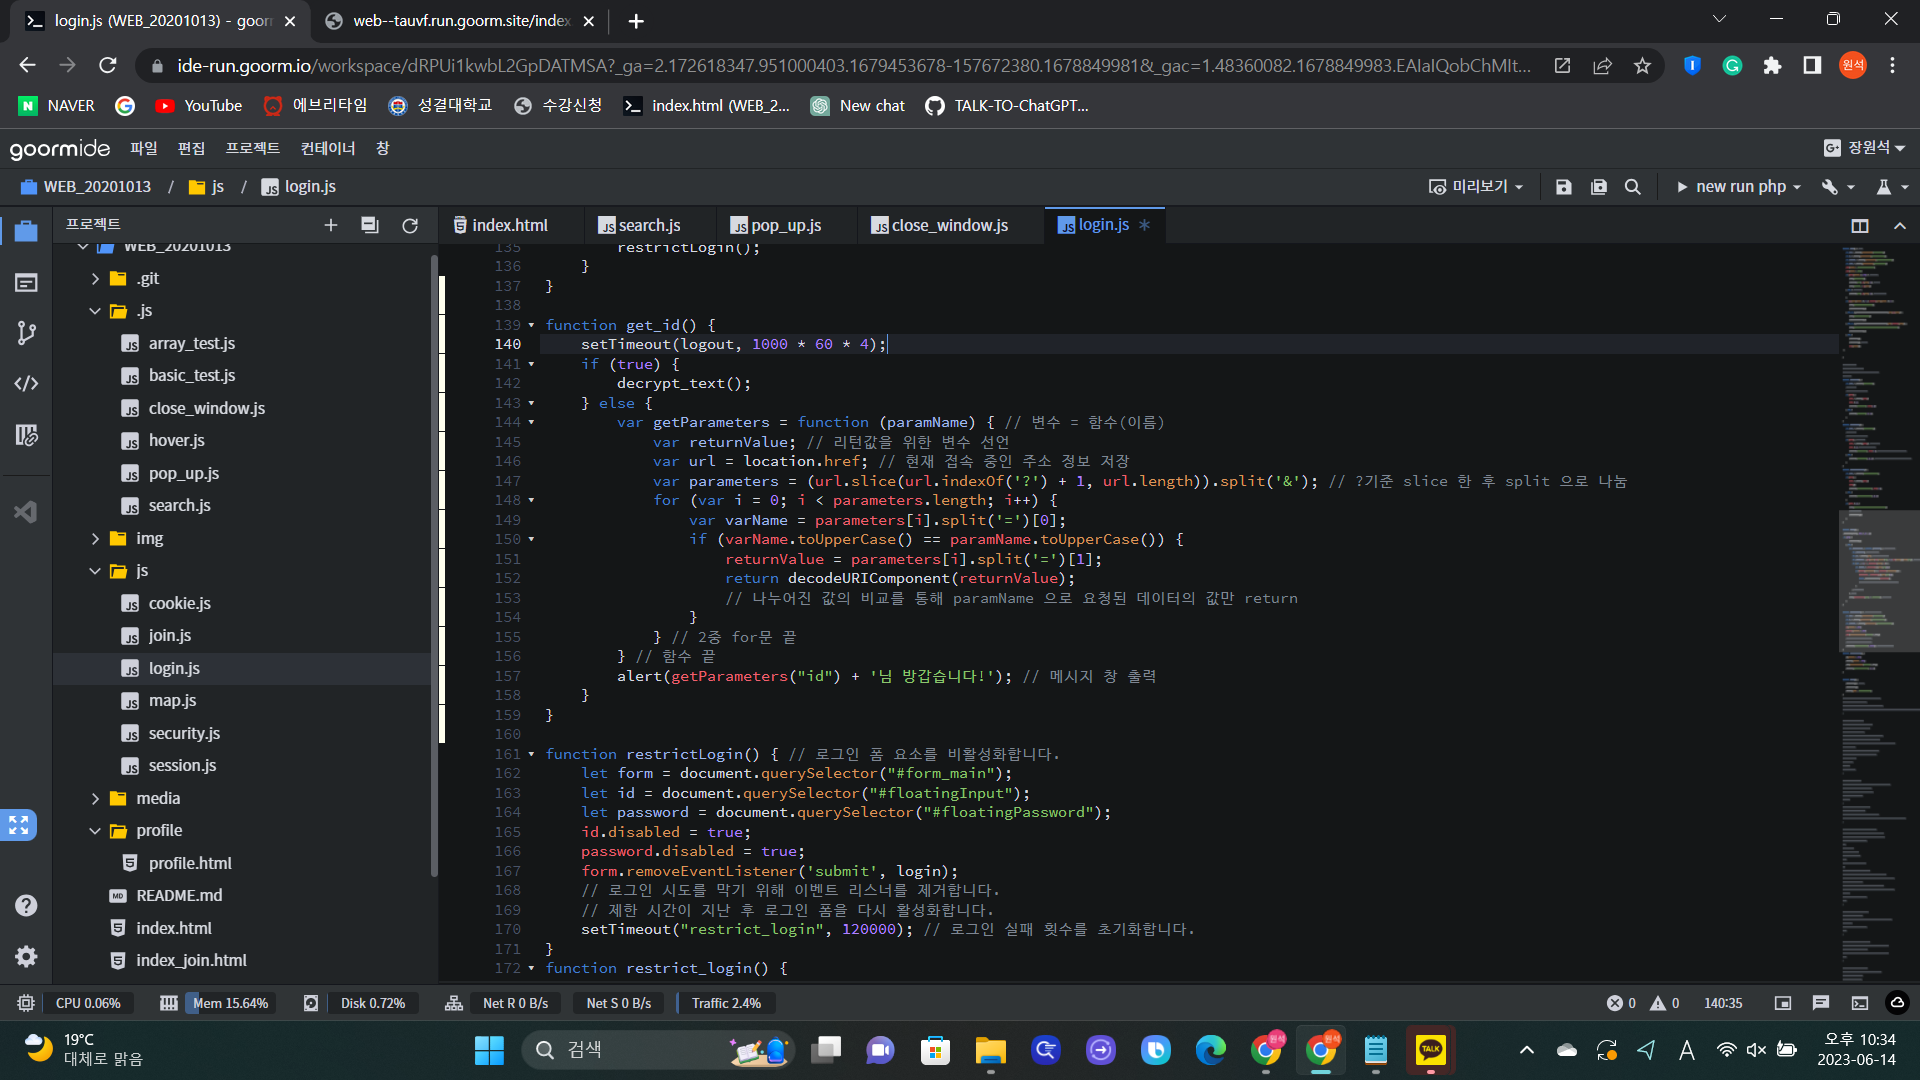 login.js (WEB_20201013) - goor
web--tauvf.run.goorm.site/index
ide-run.goorm.io/workspace/dRPUi1kwbL2GpDATMSA?_ga=2.172618347.951000403.1679453678-157672380.1678849981&_gac=1.48360082.1678849983.EAIaIQobChMIt...
원석
NAVER
YouTube
에브리타임
성결대학교
수강신청
index.html (WEB_2...
New chat
TALK-TO-ChatGPT...
goormide 파일 편집 프로젝트 컨테이너 창
장원석
WEB_20201013 / js / login.js
미리보기
new run php
프로젝트
index.html
search.js
pop_up.js
close_window.js
login.js
WEB_20201013
.git
.js
array_test.js
basic_test.js
close_window.js
hover.js
pop_up.js
search.js
img
js
cookie.js
join.js
login.js
map.js
security.js
session.js
media
profile
profile.html
README.md
index.html
index_join.html
135 restrictLogin();
136 }
137 }
138
139 function get_id() {
140 setTimeout(logout, 1000 * 60 * 4);
141 if (true) {
142 decrypt_text();
143 } else {
144 var getParameters = function (paramName) { // 변수 = 함수(이름)
145 var returnValue; // 리턴값을 위한 변수 선언
146 var url = location.href; // 현재 접속 중인 주소 정보 저장
147 var parameters = (url.slice(url.indexOf('?') + 1, url.length)).split('&'); // ?기준 slice 한 후 split 으로 나눔
148 for (var i = 0; i < parameters.length; i++) {
149 var varName = parameters[i].split('=')[0];
150 if (varName.toUpperCase() == paramName.toUpperCase()) {
151 returnValue = parameters[i].split('=')[1];
152 return decodeURIComponent(returnValue);
153 // 나누어진 값의 비교를 통해 paramName 으로 요청된 데이터의 값만 return
154 }
155 } // 2중 for문 끝
156 } // 함수 끝
157 alert(getParameters("id") + '님 방갑습니다!'); // 메시지 창 출력
158 }
159 }
160
161 function restrictLogin() { // 로그인 폼 요소를 비활성화합니다.
162 let form = document.querySelector("#form_main");
163 let id = document.querySelector("#floatingInput");
164 let password = document.querySelector("#floatingPassword");
165 id.disabled = true;
166 password.disabled = true;
167 form.removeEventListener('submit', login);
168 // 로그인 시도를 막기 위해 이벤트 리스너를 제거합니다.
169 // 제한 시간이 지난 후 로그인 폼을 다시 활성화합니다.
170 setTimeout("restrict_login", 120000); // 로그인 실패 횟수를 초기화합니다.
171 }
172 function restrict_login() {
CPU 0.06%
Mem 15.64%
Disk 0.72%
Net R 0 B/s
Net S 0 B/s
Traffic 2.4%
0
0
140:35
19°C
대체로 맑음
검색
TALK
A
오후 10:34
2023-06-14